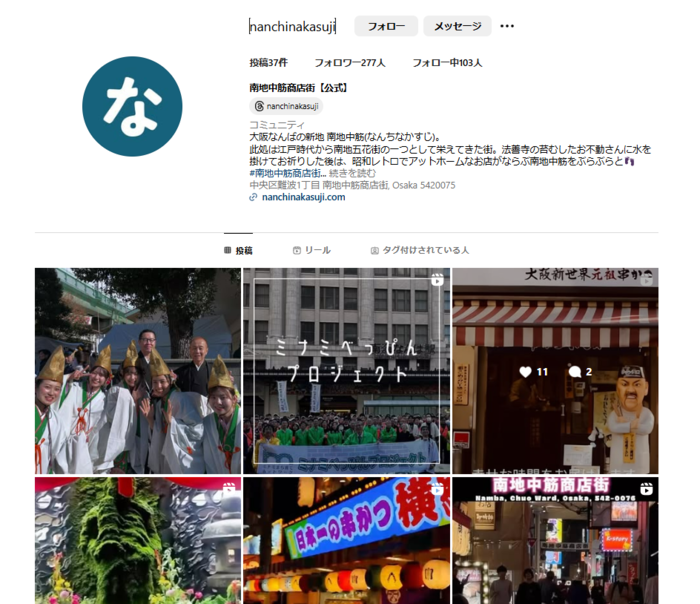 nanchinakasuji
フォロー
メッセージ
投稿37件
フォロワー277人
フォロー中103人
な
南地中筋商店街【公式】
nanchinakasuji
コミュニティ
大阪なんばの新地 南地中筋(なんちなかすじ)。
此処は江戸時代から南地五花街の一つとして栄えてきた街。法善寺の苔むしたお不動さんに水を
掛けてお祈りした後は、昭和レトロでアットホームなお店がならぶ南地中筋をぶらぶらと
#南地中筋商店街... 続きを読む
中央区難波1丁目 南地中筋商店街, Osaka 5420075
nanchinakasuji.com
投稿
リール
タグ付けされている人
ミナミべっぴん
プロジェクト
大阪新世界元祖串かつ
11
2
日本一の串かつ
横
南地中筋商店街
Namba, Chuo Ward, Osaka, 542-0076